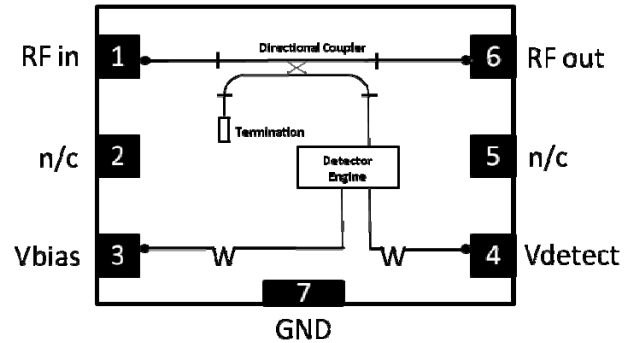 RF in
1
Directional Coupler
6
RF out
Termination
n/c
2
Detector
Engine
5
n/c
Vbias
3
4
Vdetect
7
GND